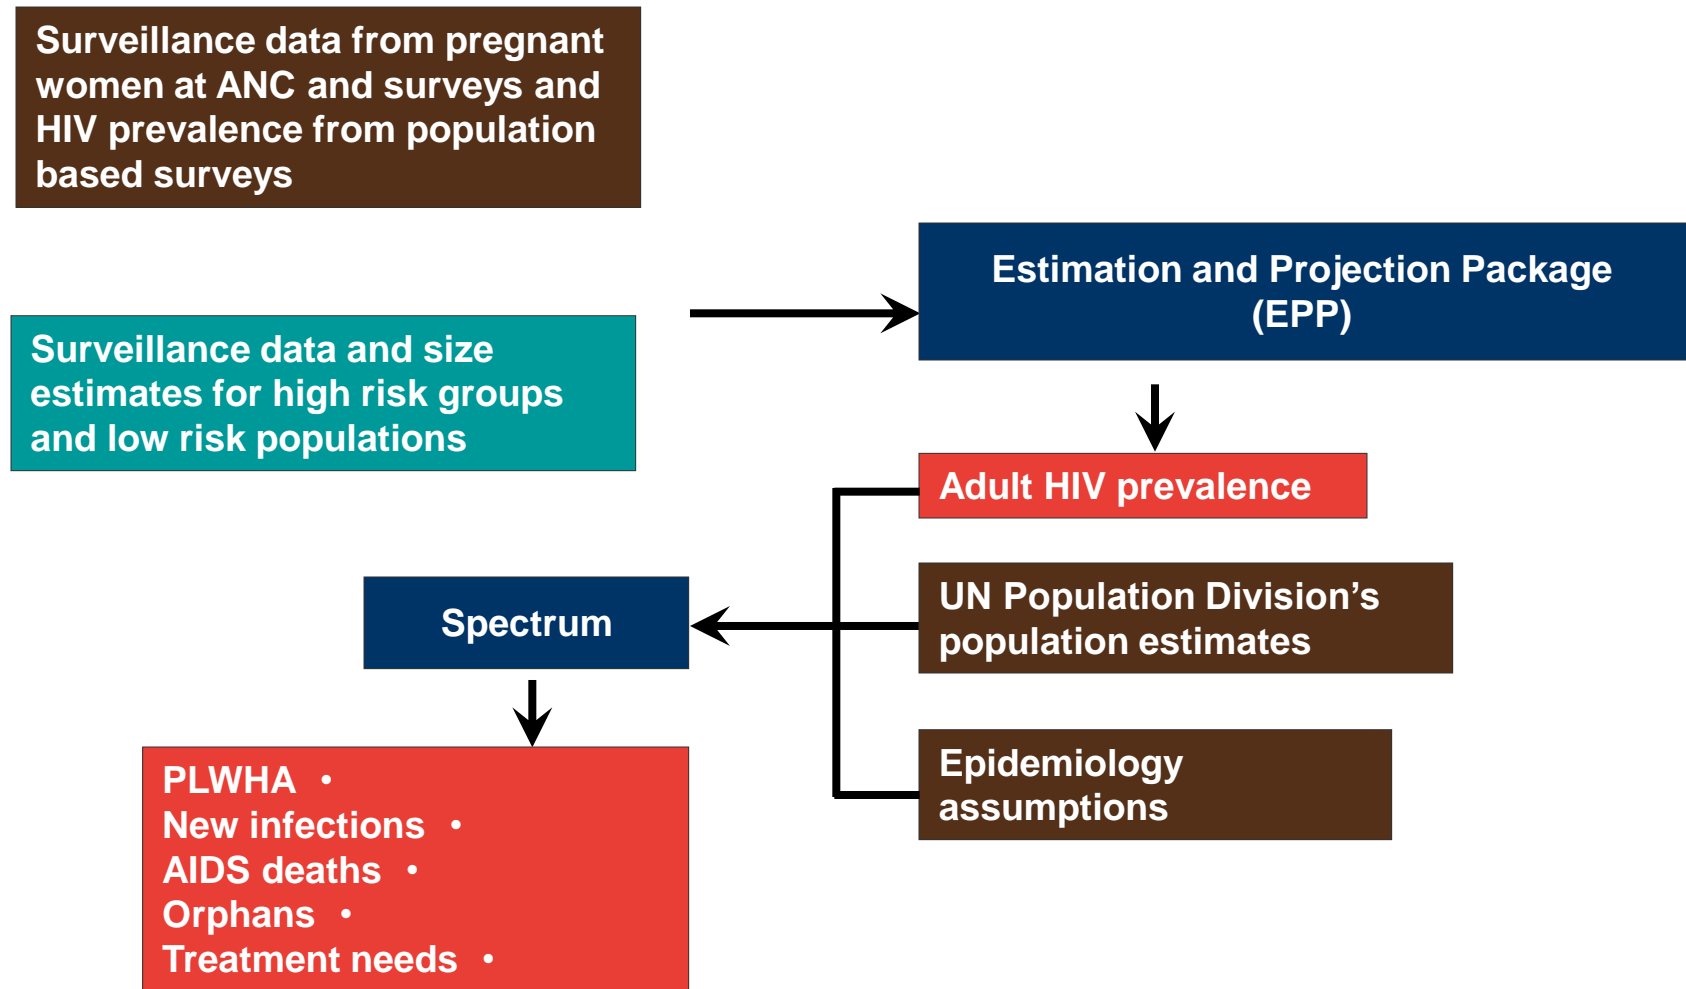 Surveillance data from pregnant
women at ANC and surveys and
HIV prevalence from population
based surveys
Estimation and Projection Package
(EPP)
Surveillance data and size
estimates for high risk groups
and low risk populations
Adult HIV prevalence
UN Population Division’s
population estimates
Spectrum
Epidemiology
assumptions
PLWHA •
New infections •
AIDS deaths •
Orphans •
Treatment needs •